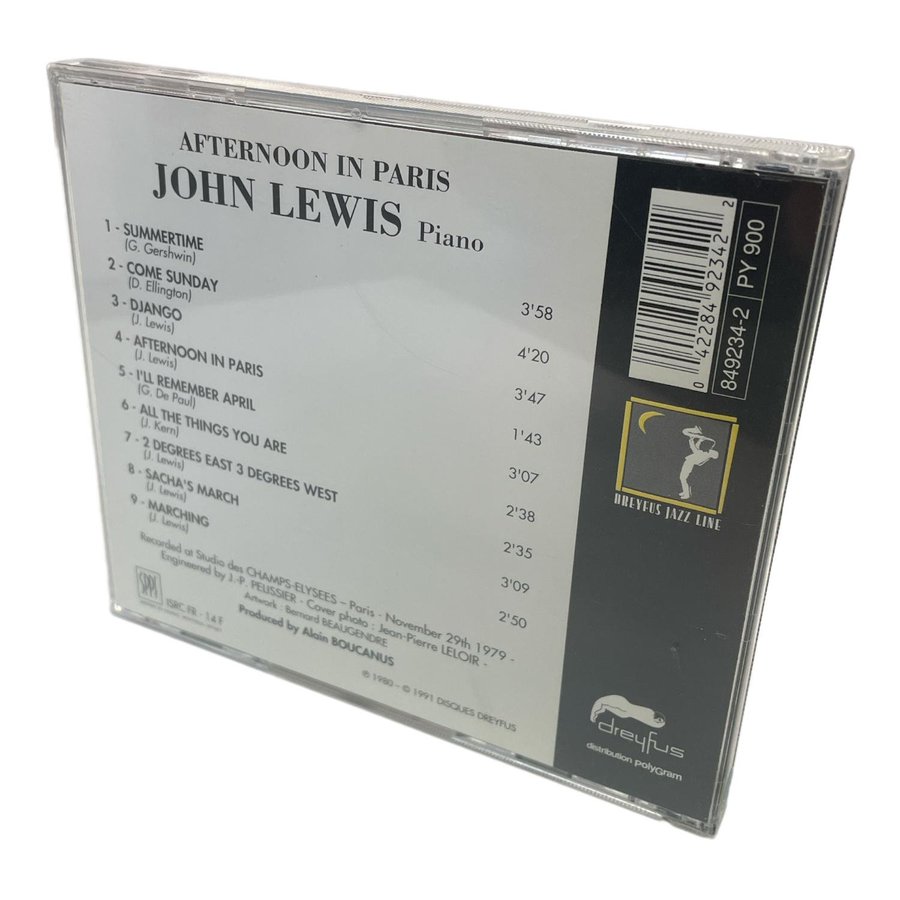 AFTERNOON IN PARIS
JOHN LEWIS Piano
1 - SUMMERTIME 3'58
(G. Gershwin)
2 - COME SUNDAY 4'20
(D. Ellington)
3 - DJANGO 3'47
(J. Lewis)
4 - AFTERNOON IN PARIS 1'43
(J. Lewis)
5 - I'LL REMEMBER APRIL 3'07
(G. De Paul)
6 - ALL THE THINGS YOU ARE 2'38
(J. Kern)
7 - 2 DEGREES EAST 3 DEGREES WEST 2'35
(J. Lewis)
8 - SACHA'S MARCH 3'09
(J. Lewis)
9 - MARCHING 2'50
(J. Lewis)
Recorded at Studio des CHAMPS-ELYSEES – Paris - November 29th 1979 -
Engineered by J.-P. PELISSIER - Cover photo : Jean-Pierre LELOIR -
Artwork : Bernard BEAUGENDRE
Produced by Alain BOUCANUS
℗ 1980 - © 1991 DISQUES DREYFUS
SPPF
ISRC FR - 14 F
0 42284 92342 2
849234-2 PY 900
DREYFUS JAZZ LINE
dreyfus
distribution PolyGram